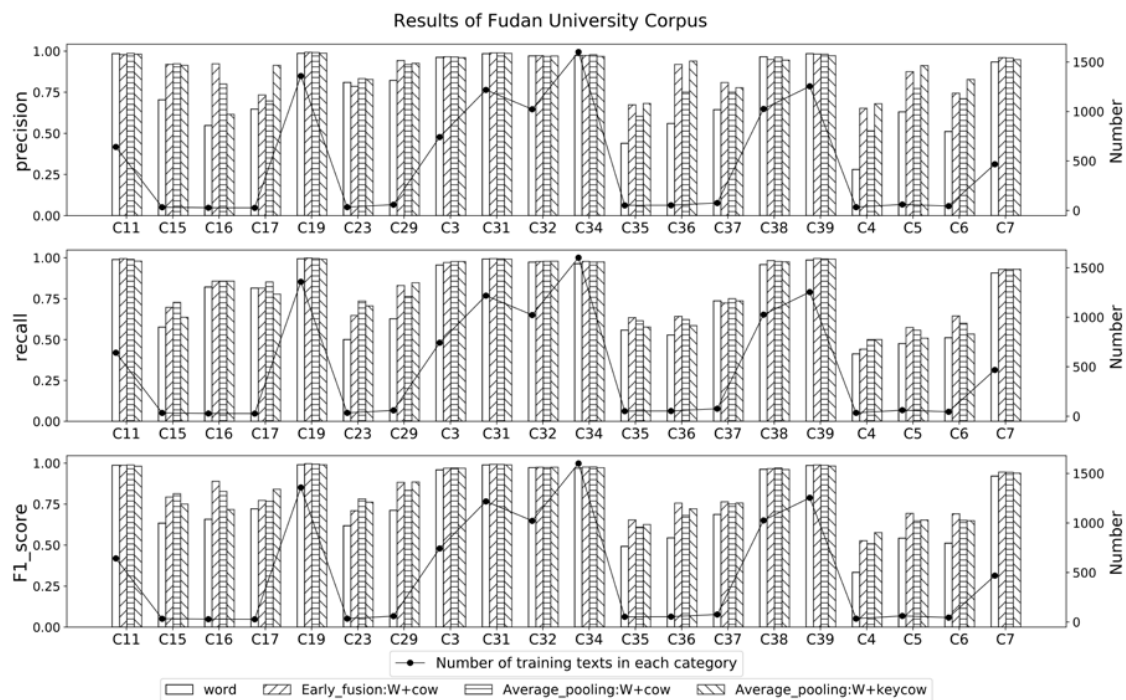 Results of Fudan University Corpus
1.00
0.75
0.50
0.25
0.00
precision
1500
1000
500
0
Number
C11 C15 C16 C17 C19 C23 C29 C3 C31 C32 C34 C35 C36 C37 C38 C39 C4 C5 C6 C7
1.00
0.75
0.50
0.25
0.00
recall
1500
1000
500
0
Number
C11 C15 C16 C17 C19 C23 C29 C3 C31 C32 C34 C35 C36 C37 C38 C39 C4 C5 C6 C7
1.00
0.75
0.50
0.25
0.00
F1_score
1500
1000
500
0
Number
C11 C15 C16 C17 C19 C23 C29 C3 C31 C32 C34 C35 C36 C37 C38 C39 C4 C5 C6 C7
Number of training texts in each category
word Early_fusion:W+cow Average_pooling:W+cow Average_pooling:W+keycow